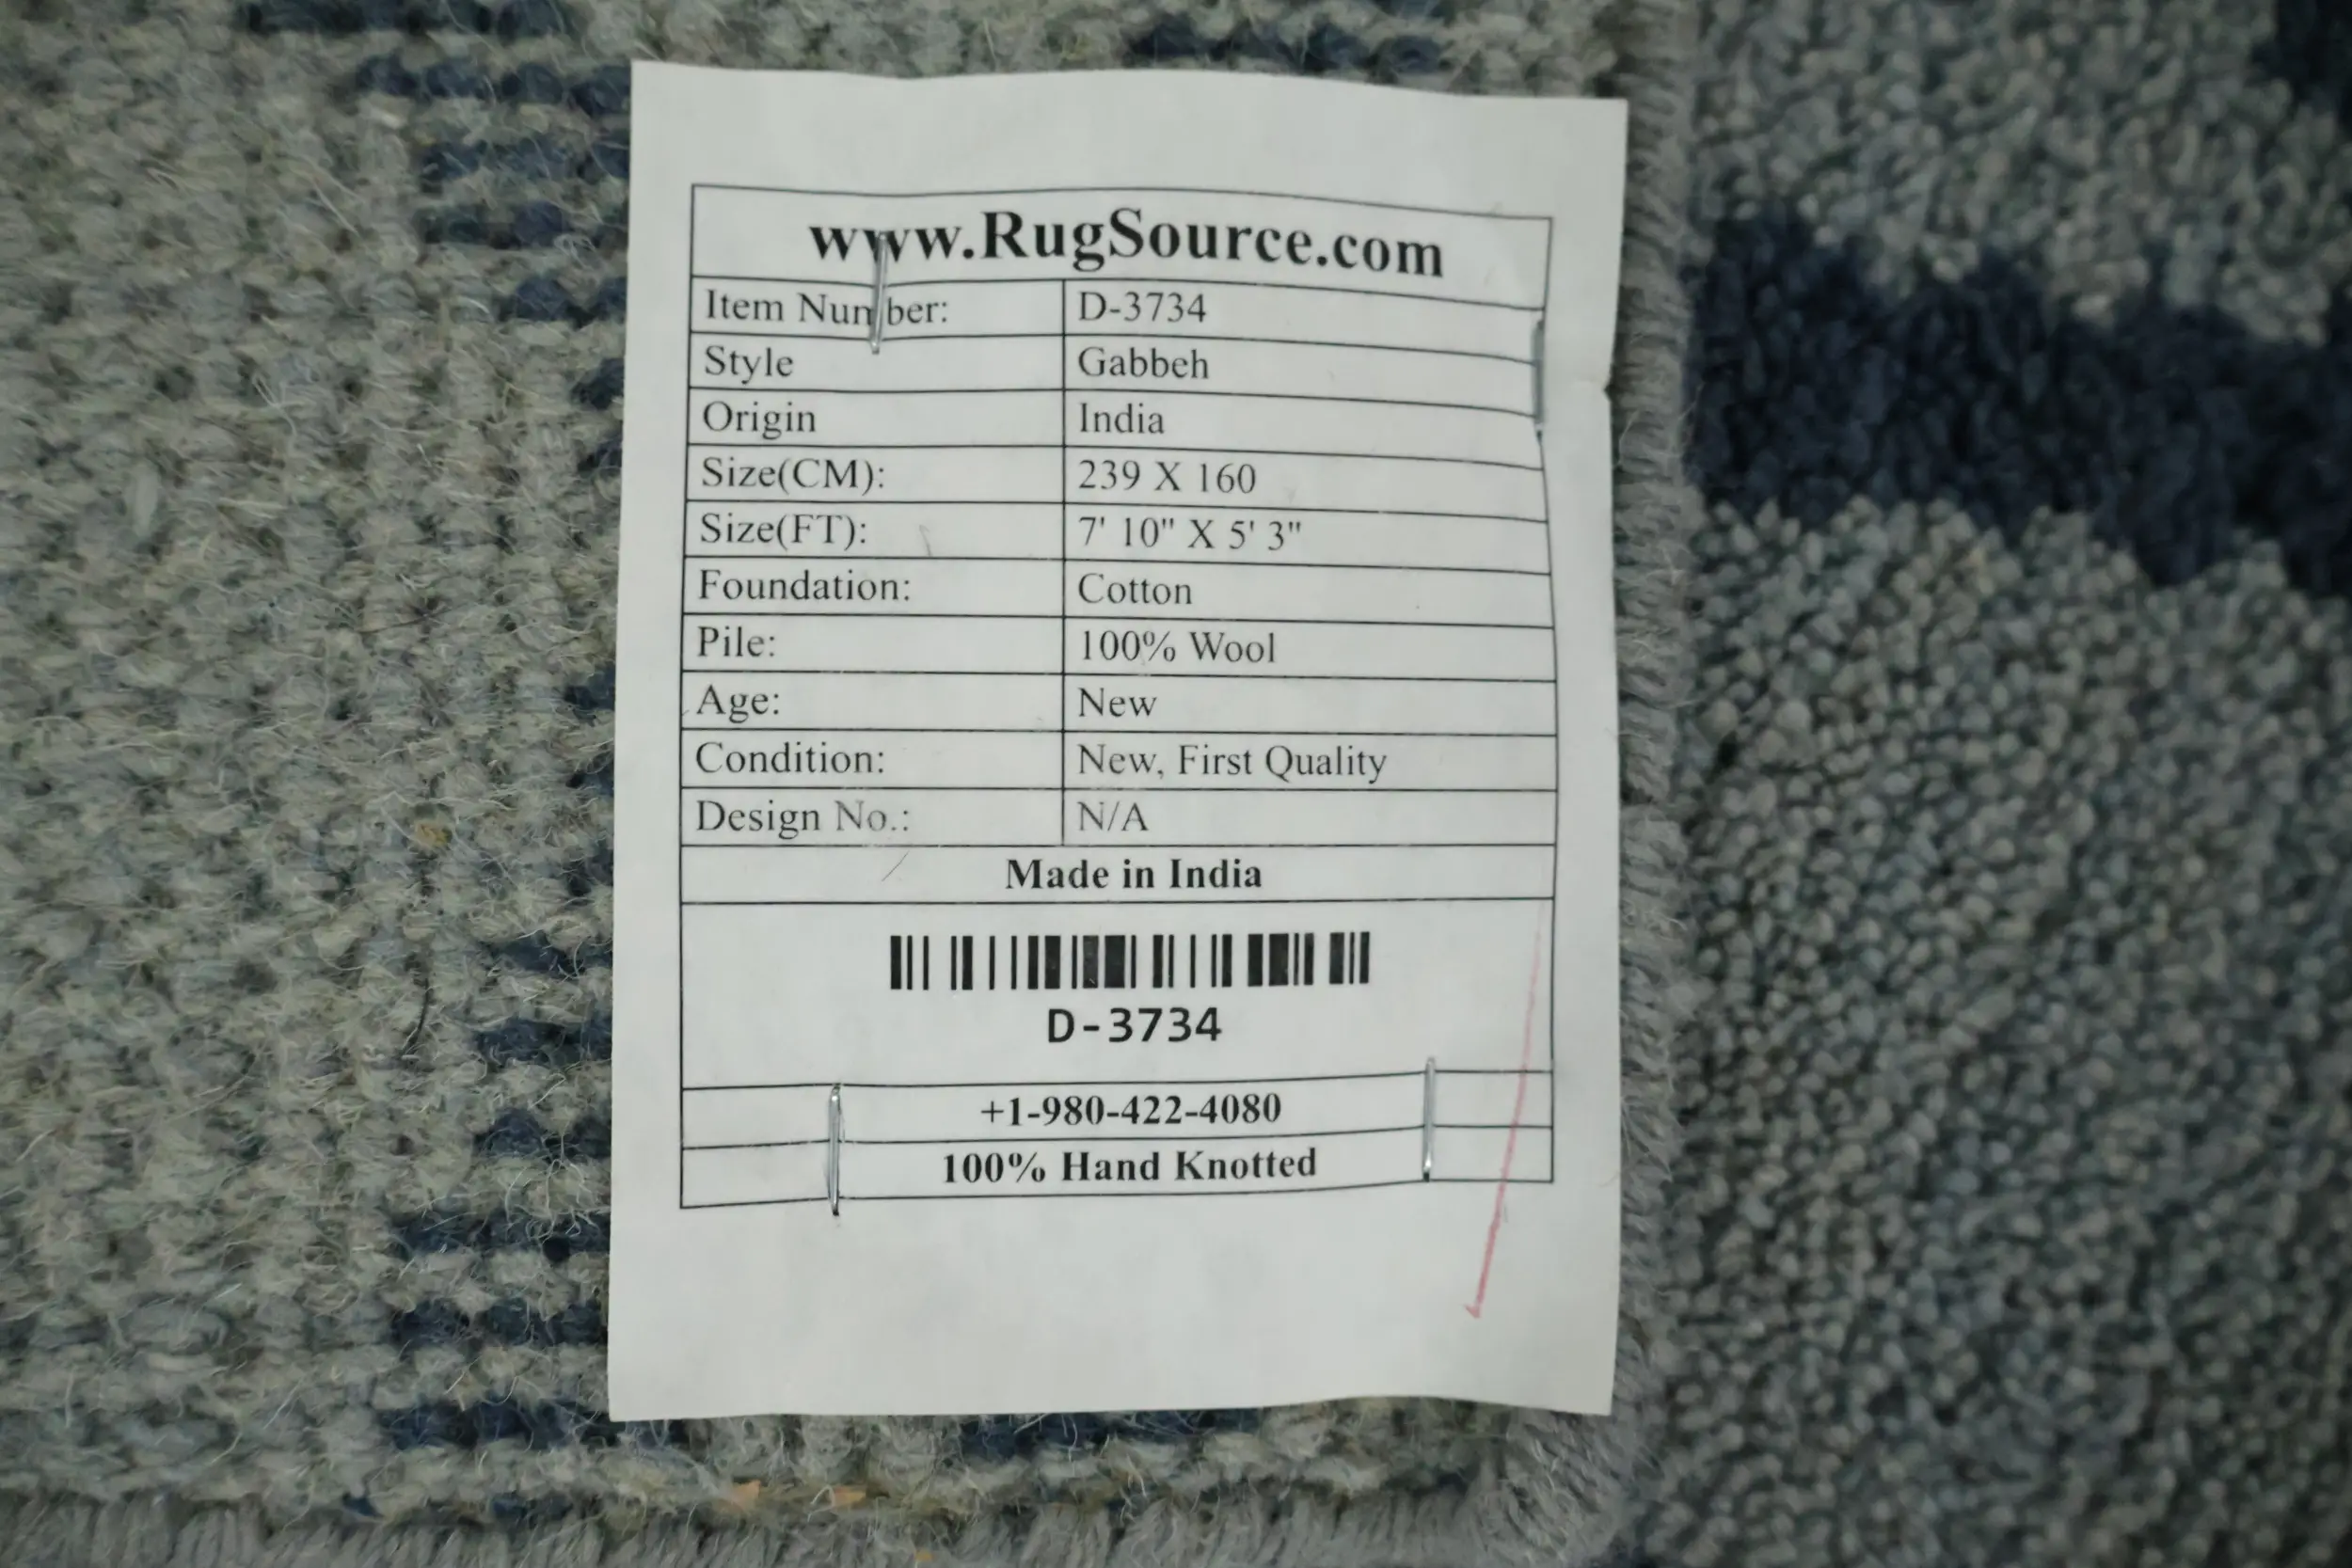 www.RugSource.com
Item Number: D-3734
Style Gabbeh
Origin India
Size(CM): 239 X 160
Size(FT): 7' 10" X 5' 3"
Foundation: Cotton
Pile: 100% Wool
Age: New
Condition: New, First Quality
Design No.: N/A
Made in India
D-3734
+1-980-422-4080
100% Hand Knotted